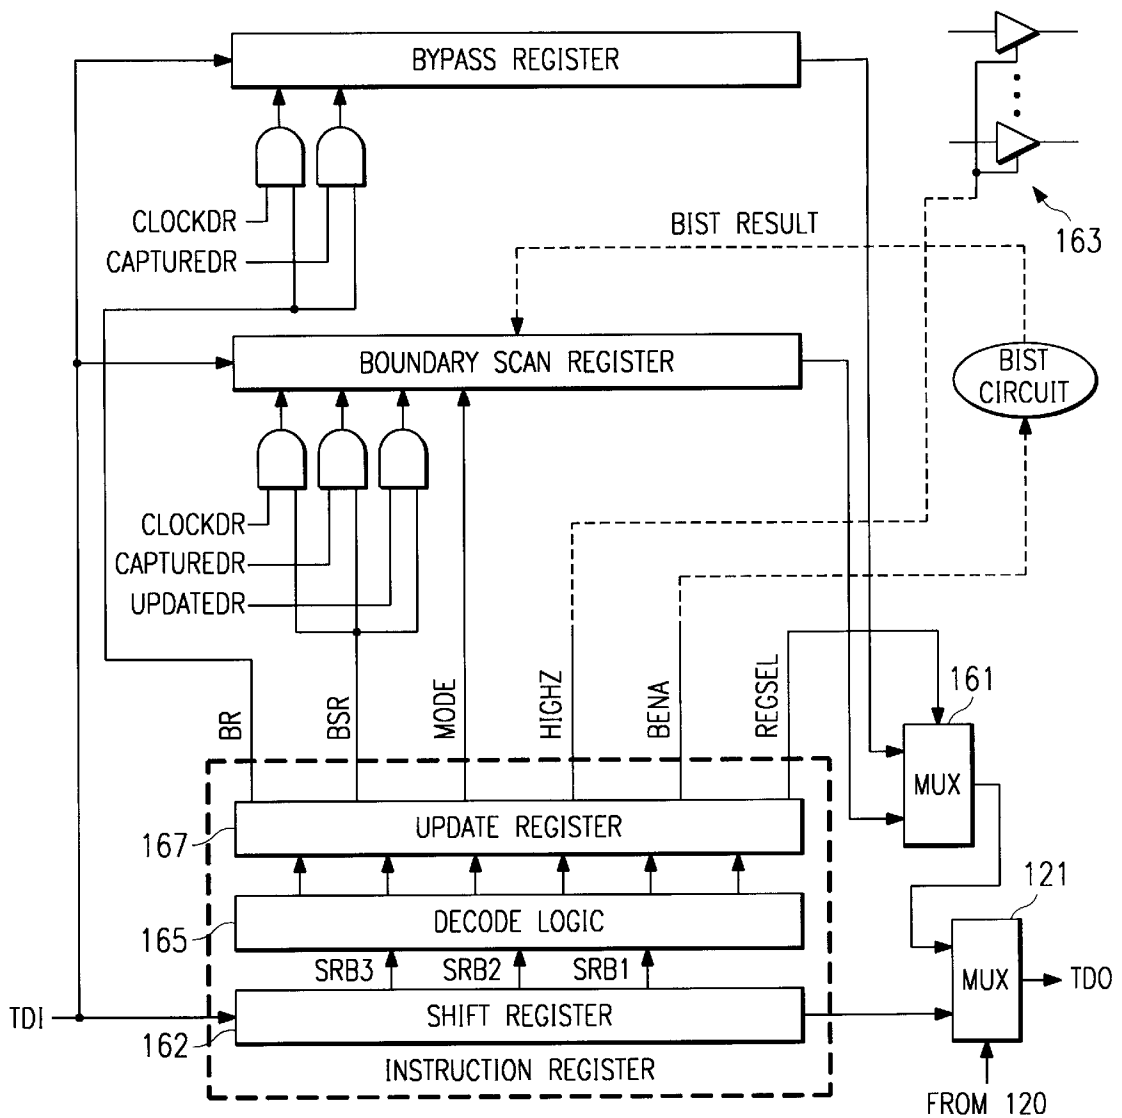 BYPASS REGISTER
CLOCKDR
CAPTUREDR
BIST RESULT
163
BOUNDARY SCAN REGISTER
BIST
CIRCUIT
CLOCKDR
CAPTUREDR
UPDATEDR
BR
BSR
MODE
HIGHZ
BENA
REGSEL
161
MUX
UPDATE REGISTER
167
121
DECODE LOGIC
165
SRB3
SRB2
SRB1
MUX
TDO
TDI
SHIFT REGISTER
162
INSTRUCTION REGISTER
FROM 120